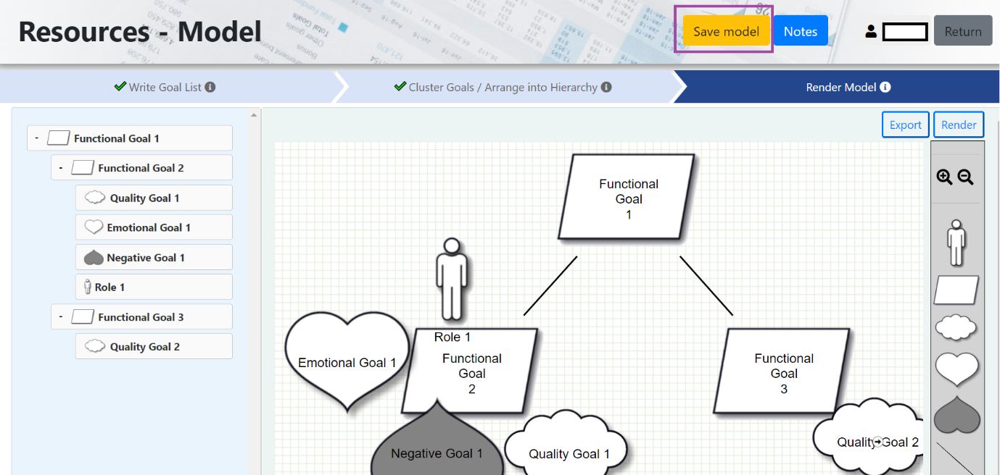 Resources - Model
Save model
Notes
Return
Write Goal List
Cluster Goals / Arrange into Hierarchy
Render Model
- Functional Goal 1
- Functional Goal 2
Quality Goal 1
Emotional Goal 1
Negative Goal 1
Role 1
- Functional Goal 3
Quality Goal 2
Export
Render
Functional
Goal
1
Role 1
Emotional Goal 1
Functional
Goal
2
Functional
Goal
3
Negative Goal 1
Quality Goal 1
Quality Goal 2